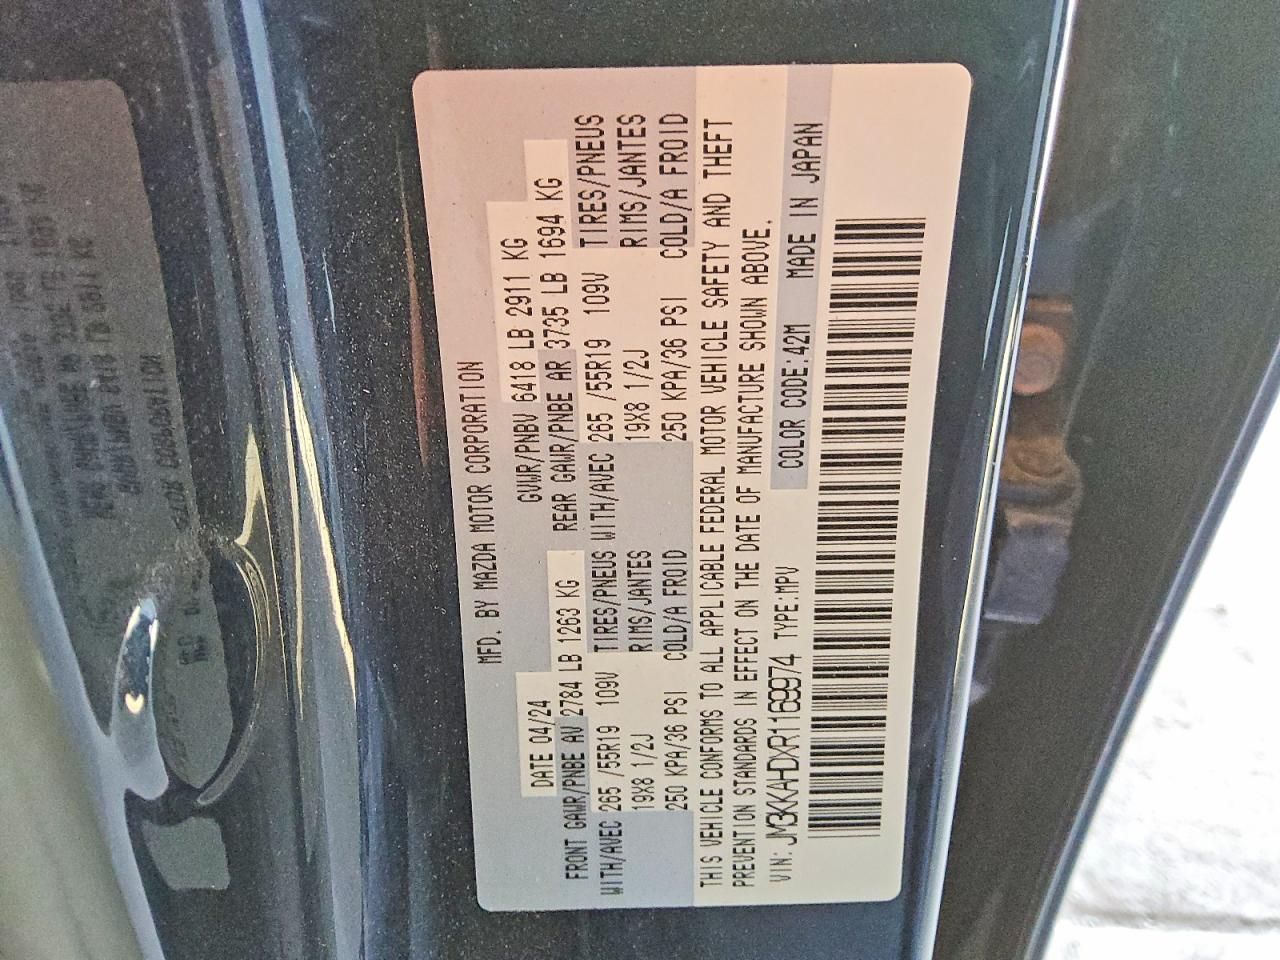 MFD. BY MAZDA MOTOR CORPORATION
DATE 04/24 GVWR/PNBV 6418 LB 2911 KG
FRONT GAWR/PNBE AV 2784 LB 1263 KG REAR GAWR/PNBE AR 3735 LB 1694 KG
WITH/AVEC 265 /55R19 109V TIRES/PNEUS WITH/AVEC 265 /55R19 109V TIRES/PNEUS
19X8 1/2J RIMS/JANTES 19X8 1/2J RIMS/JANTES
250 KPA/36 PSI COLD/A FROID 250 KPA/36 PSI COLD/A FROID
THIS VEHICLE CONFORMS TO ALL APPLICABLE FEDERAL MOTOR VEHICLE SAFETY AND THEFT
PREVENTION STANDARDS IN EFFECT ON THE DATE OF MANUFACTURE SHOWN ABOVE.
VIN: JM3KKAHDXR1169974 TYPE:MPV COLOR CODE:42M MADE IN JAPAN